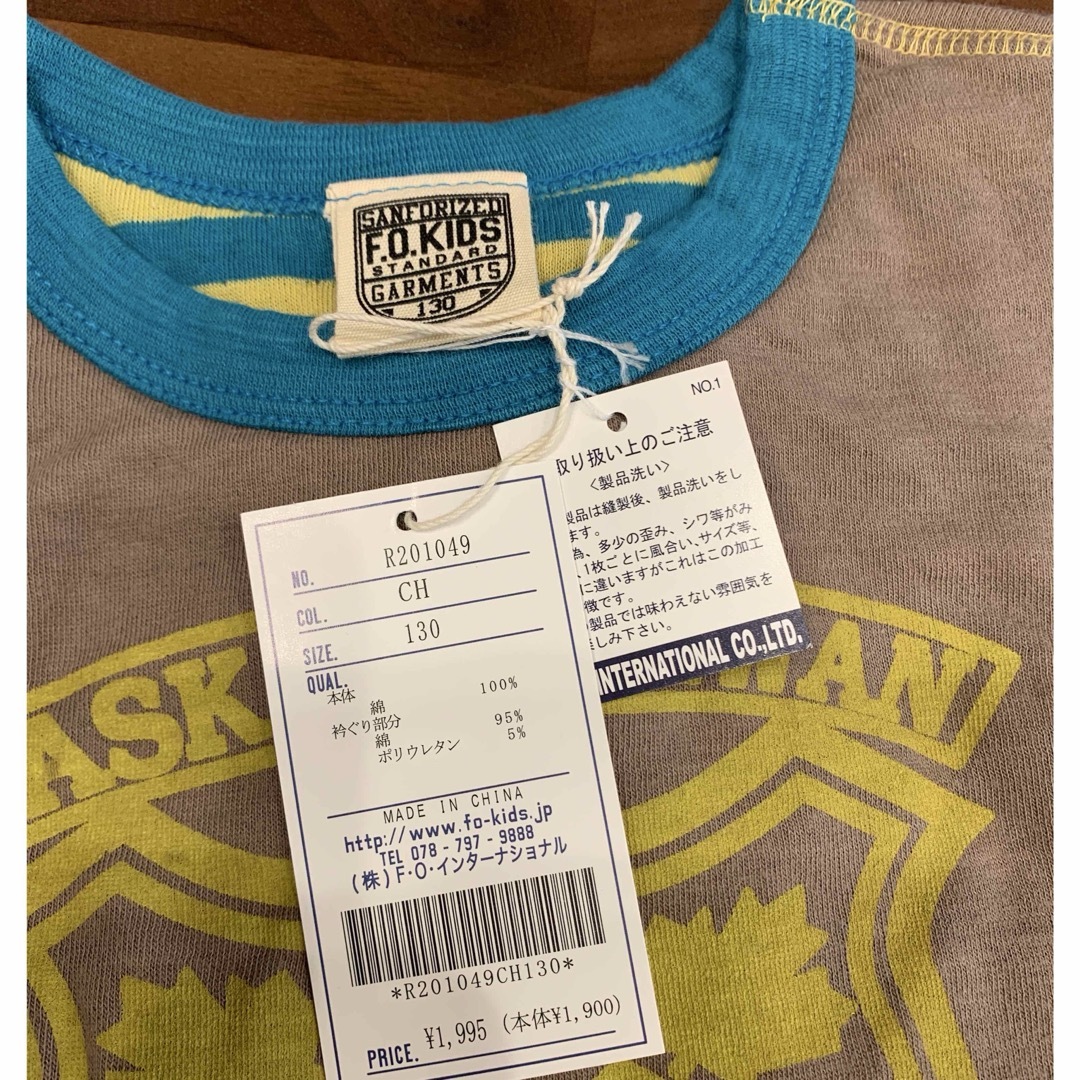 SANFORIZED
F.O.KIDS
STANDARD
GARMENTS
130
NO.1
取り扱い上のご注意
〈製品洗い〉
製品は縫製後、製品洗いをし
ます。
為、多少の歪み、シワ等がみ
、1枚ごとに風合い、サイズ等、
に違いますがこれはこの加工
徴です。
製品では味わえない雰囲気を
しみ下さい。
INTERNATIONAL CO.,LTD.
NO. R201049
COL. CH
SIZE. 130
QUAL.
本体
綿 100%
衿ぐり部分
綿 95%
ポリウレタン 5%
MADE IN CHINA
http://www.fo-kids.jp
TEL 078-797-9888
(株)F・O・インターナショナル
*R201049CH130*
PRICE. ¥1,995 (本体¥1,900)
ASK
MAN